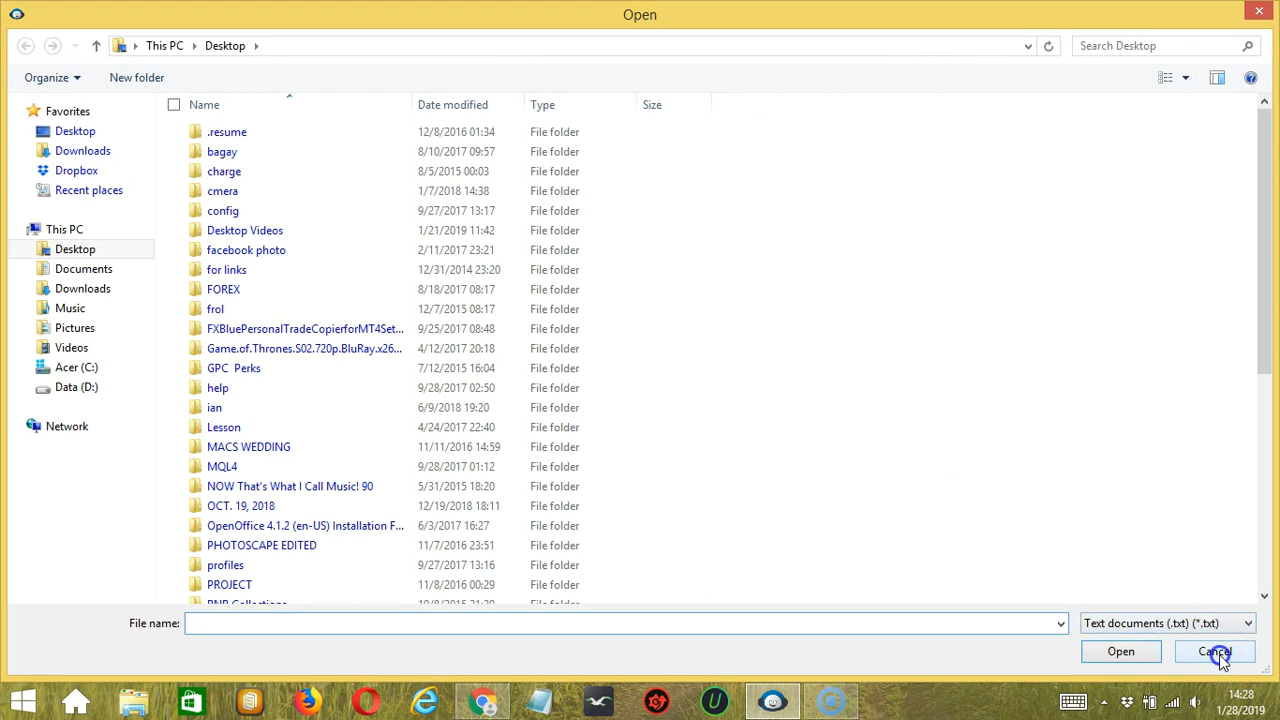 Open
This PC Desktop
Search Desktop
Organize New folder
Name Date modified Type Size
Favorites
Desktop
Downloads
Dropbox
Recent places
This PC
Desktop
Documents
Downloads
Music
Pictures
Videos
Acer (C:)
Data (D:)
Network
.resume 12/8/2016 01:34 File folder
bagay 8/10/2017 09:57 File folder
charge 8/5/2015 00:03 File folder
cmera 1/7/2018 14:38 File folder
config 9/27/2017 13:17 File folder
Desktop Videos 1/21/2019 11:42 File folder
facebook photo 2/11/2017 23:21 File folder
for links 12/31/2014 23:20 File folder
FOREX 8/18/2017 08:17 File folder
frol 12/7/2015 08:17 File folder
FXBluePersonalTradeCopierforMT4Set... 9/25/2017 08:48 File folder
Game.of.Thrones.S02.720p.BluRay.x26... 4/12/2017 20:18 File folder
GPC Perks 7/12/2015 16:04 File folder
help 9/28/2017 02:50 File folder
ian 6/9/2018 19:20 File folder
Lesson 4/24/2017 22:40 File folder
MACS WEDDING 11/11/2016 14:59 File folder
MQL4 9/28/2017 01:12 File folder
NOW That's What I Call Music! 90 5/31/2015 18:20 File folder
OCT. 19, 2018 12/19/2018 18:11 File folder
OpenOffice 4.1.2 (en-US) Installation F... 6/3/2017 16:27 File folder
PHOTOSCAPE EDITED 11/7/2016 23:51 File folder
profiles 9/27/2017 13:16 File folder
PROJECT 11/8/2016 00:29 File folder
File name: Text documents (.txt) (*.txt)
Open Cancel
14:28
1/28/2019